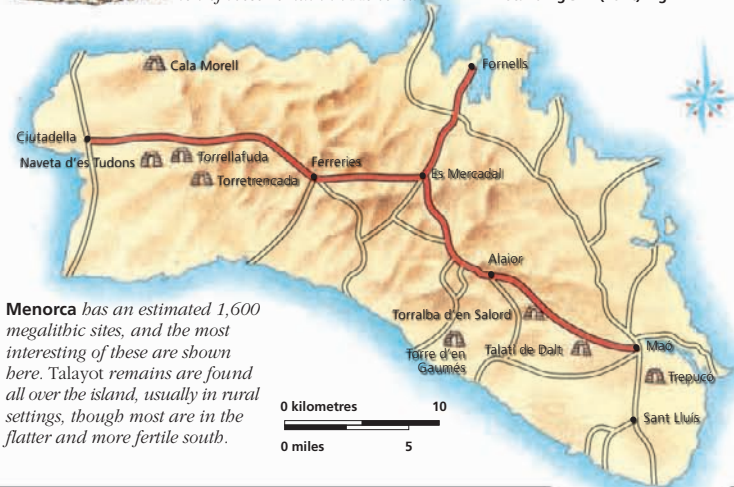 Cala Morell
Fornells
Ciutadella
Naveta d'es Tudons
Torrellafuda
Torretrencada
Ferreries
Es Mercadal
Alaior
Torralba d'en Salord
Torre d'en
Gaumés
Talatí de Dalt
Maó
Trepucó
Sant Lluís
Menorca has an estimated 1,600
megalithic sites, and the most
interesting of these are shown
here. Talayot remains are found
all over the island, usually in rural
settings, though most are in the
flatter and more fertile south.
0 kilometres 10
0 miles 5